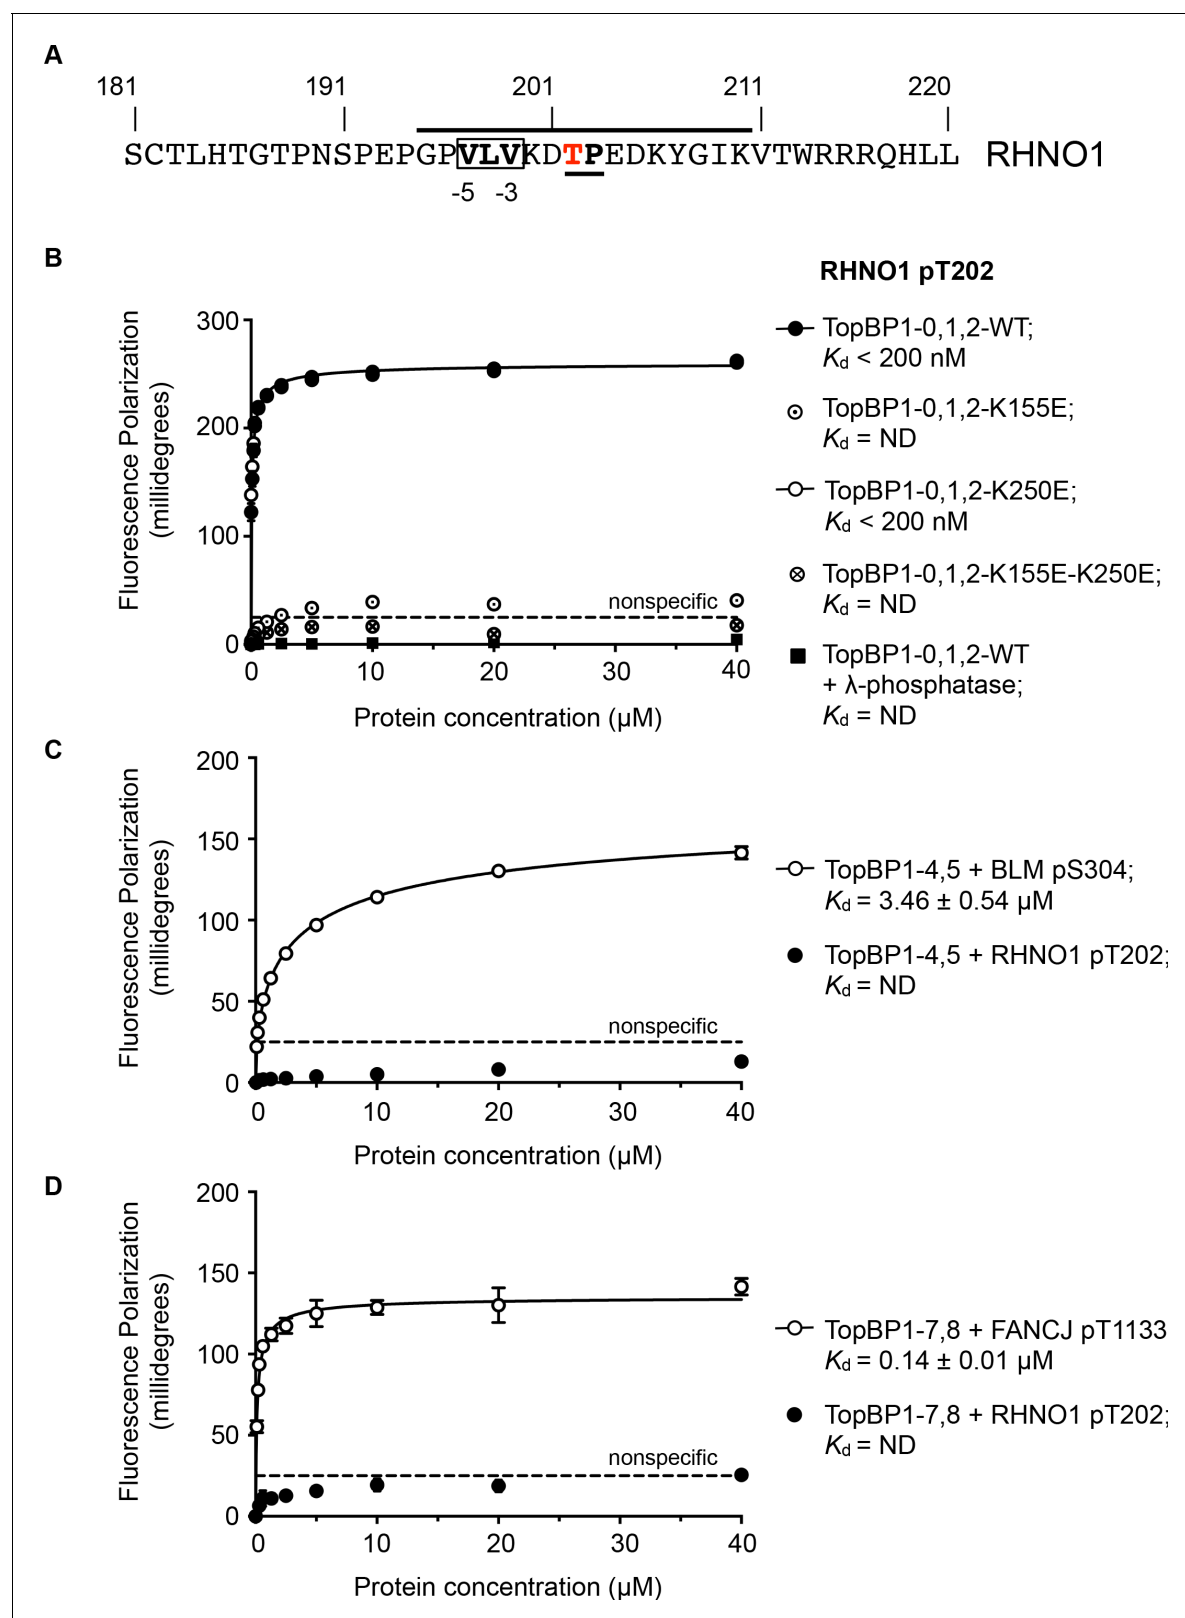 A
181 191 201 211 220
SCTLHTGTPNSPEPGPVLVKDTPEDKYGIKVTWRRRQHLL RHNO1
-5 -3
B
RHNO1 pT202
Fluorescence Polarization
(millidegrees)
300
200
100
0
nonspecific
0 10 20 30 40
Protein concentration (µM)
TopBP1-0,1,2-WT;
Kd < 200 nM
TopBP1-0,1,2-K155E;
Kd = ND
TopBP1-0,1,2-K250E;
Kd < 200 nM
TopBP1-0,1,2-K155E-K250E;
Kd = ND
TopBP1-0,1,2-WT
+ λ-phosphatase;
Kd = ND
C
Fluorescence Polarization
(millidegrees)
200
150
100
50
0
nonspecific
0 10 20 30 40
Protein concentration (µM)
TopBP1-4,5 + BLM pS304;
Kd = 3.46 ± 0.54 µM
TopBP1-4,5 + RHNO1 pT202;
Kd = ND
D
Fluorescence Polarization
(millidegrees)
200
150
100
50
0
nonspecific
0 10 20 30 40
Protein concentration (µM)
TopBP1-7,8 + FANCJ pT1133
Kd = 0.14 ± 0.01 µM
TopBP1-7,8 + RHNO1 pT202;
Kd = ND